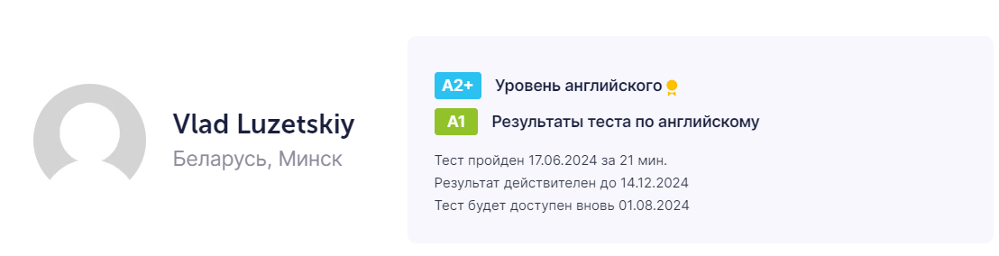 Vlad Luzetskiy
Беларусь, Минск
A2+ Уровень английского
A1 Результаты теста по английскому
Тест пройден 17.06.2024 за 21 мин.
Результат действителен до 14.12.2024
Тест будет доступен вновь 01.08.2024